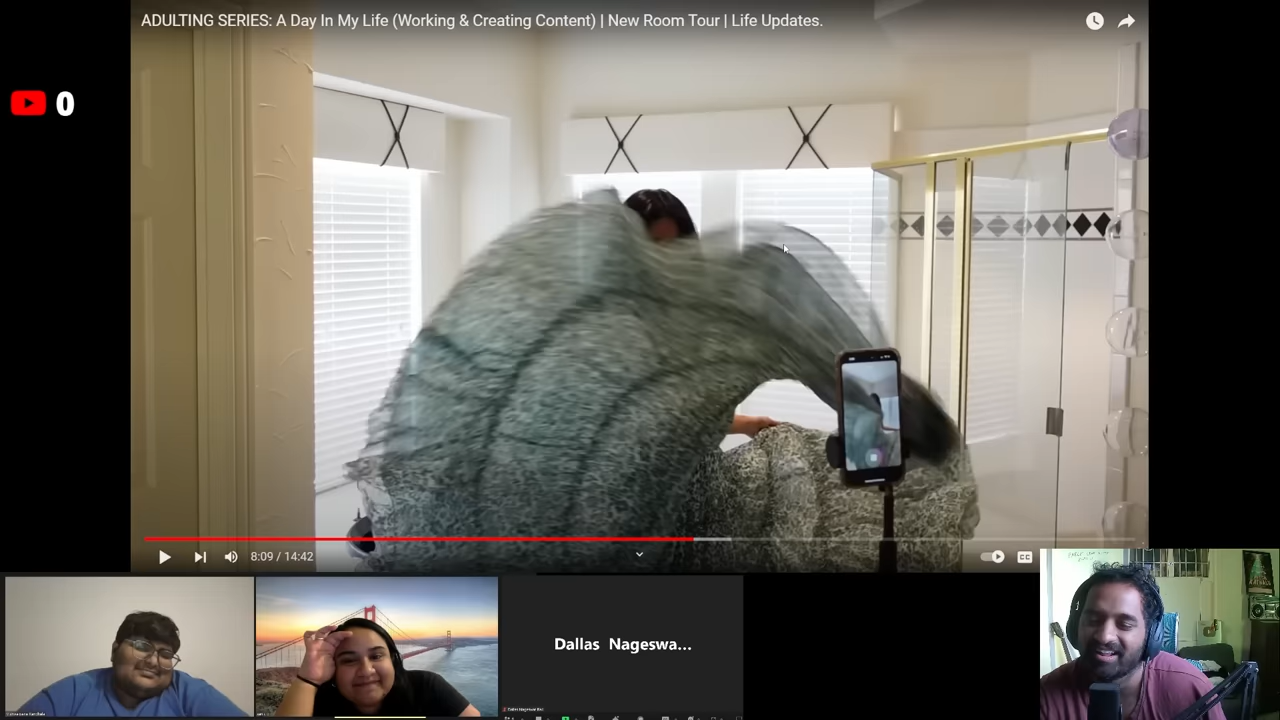 ADULTING SERIES: A Day In My Life (Working & Creating Content) | New Room Tour | Life Updates.
0
8:09 / 14:42
CC
Dallas Nageswa...